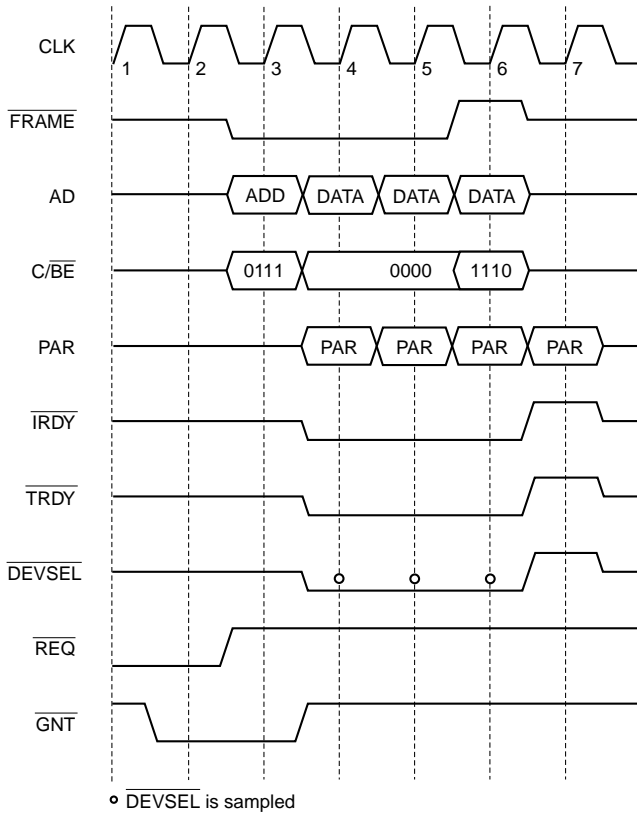 CLK
1 2 3 4 5 6 7
FRAME
AD ADD DATA DATA DATA
C/BE 0111 0000 1110
PAR PAR PAR PAR PAR
IRDY
TRDY
DEVSEL
REQ
GNT
DEVSEL is sampled